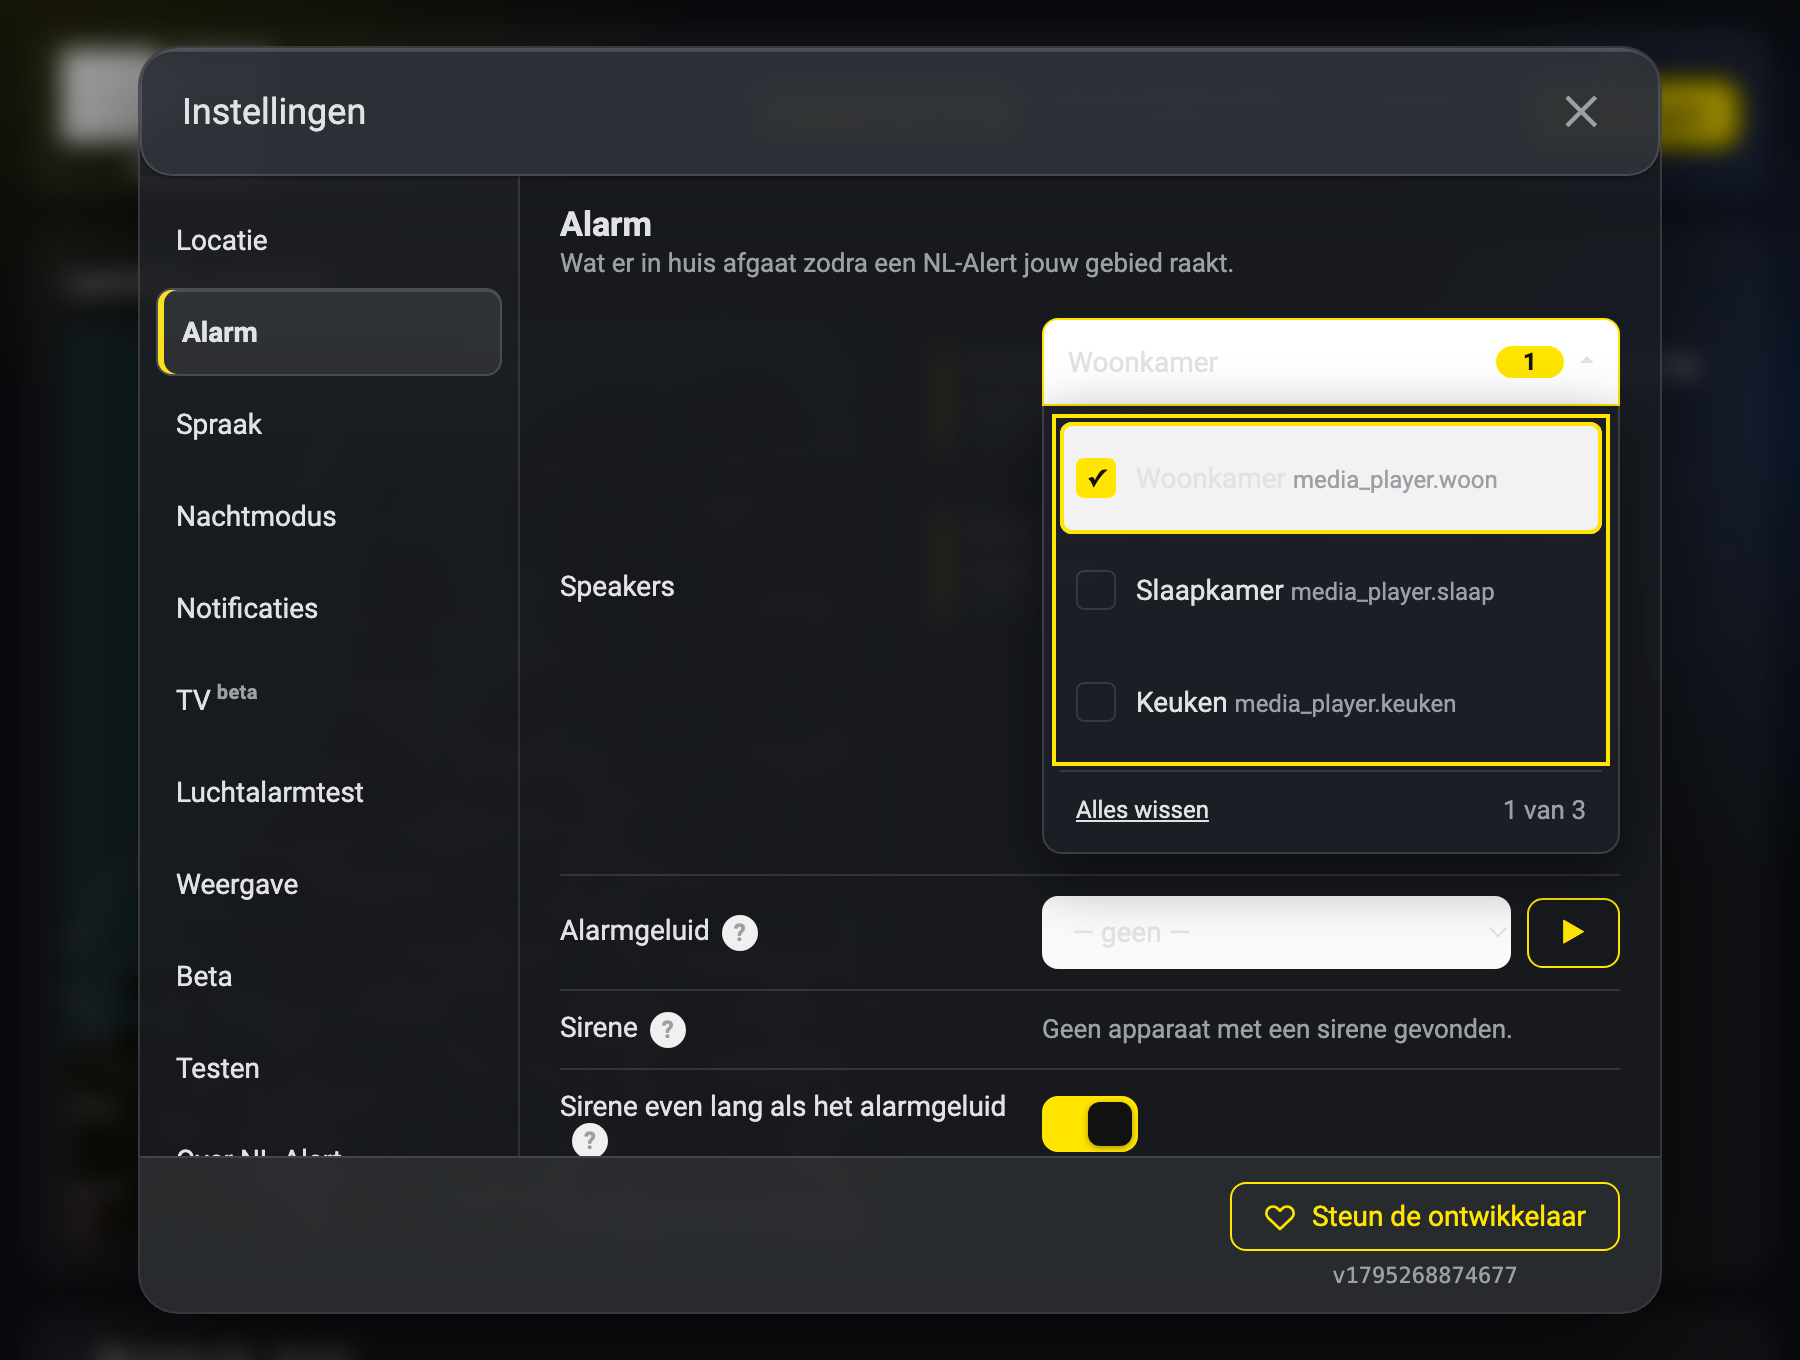 Instellingen
Locatie
Alarm
Spraak
Nachtmodus
Notificaties
TV beta
Luchtalarmtest
Weergave
Beta
Testen
Over NL-Alert
Alarm
Wat er in huis afgaat zodra een NL-Alert jouw gebied raakt.
Speakers
Woonkamer 1
Woonkamer media_player.woon
Slaapkamer media_player.slaap
Keuken media_player.keuken
Alles wissen 1 van 3
Alarmgeluid ? — geen —
Sirene ? Geen apparaat met een sirene gevonden.
Sirene even lang als het alarmgeluid
?
Steun de ontwikkelaar
v1795268874677